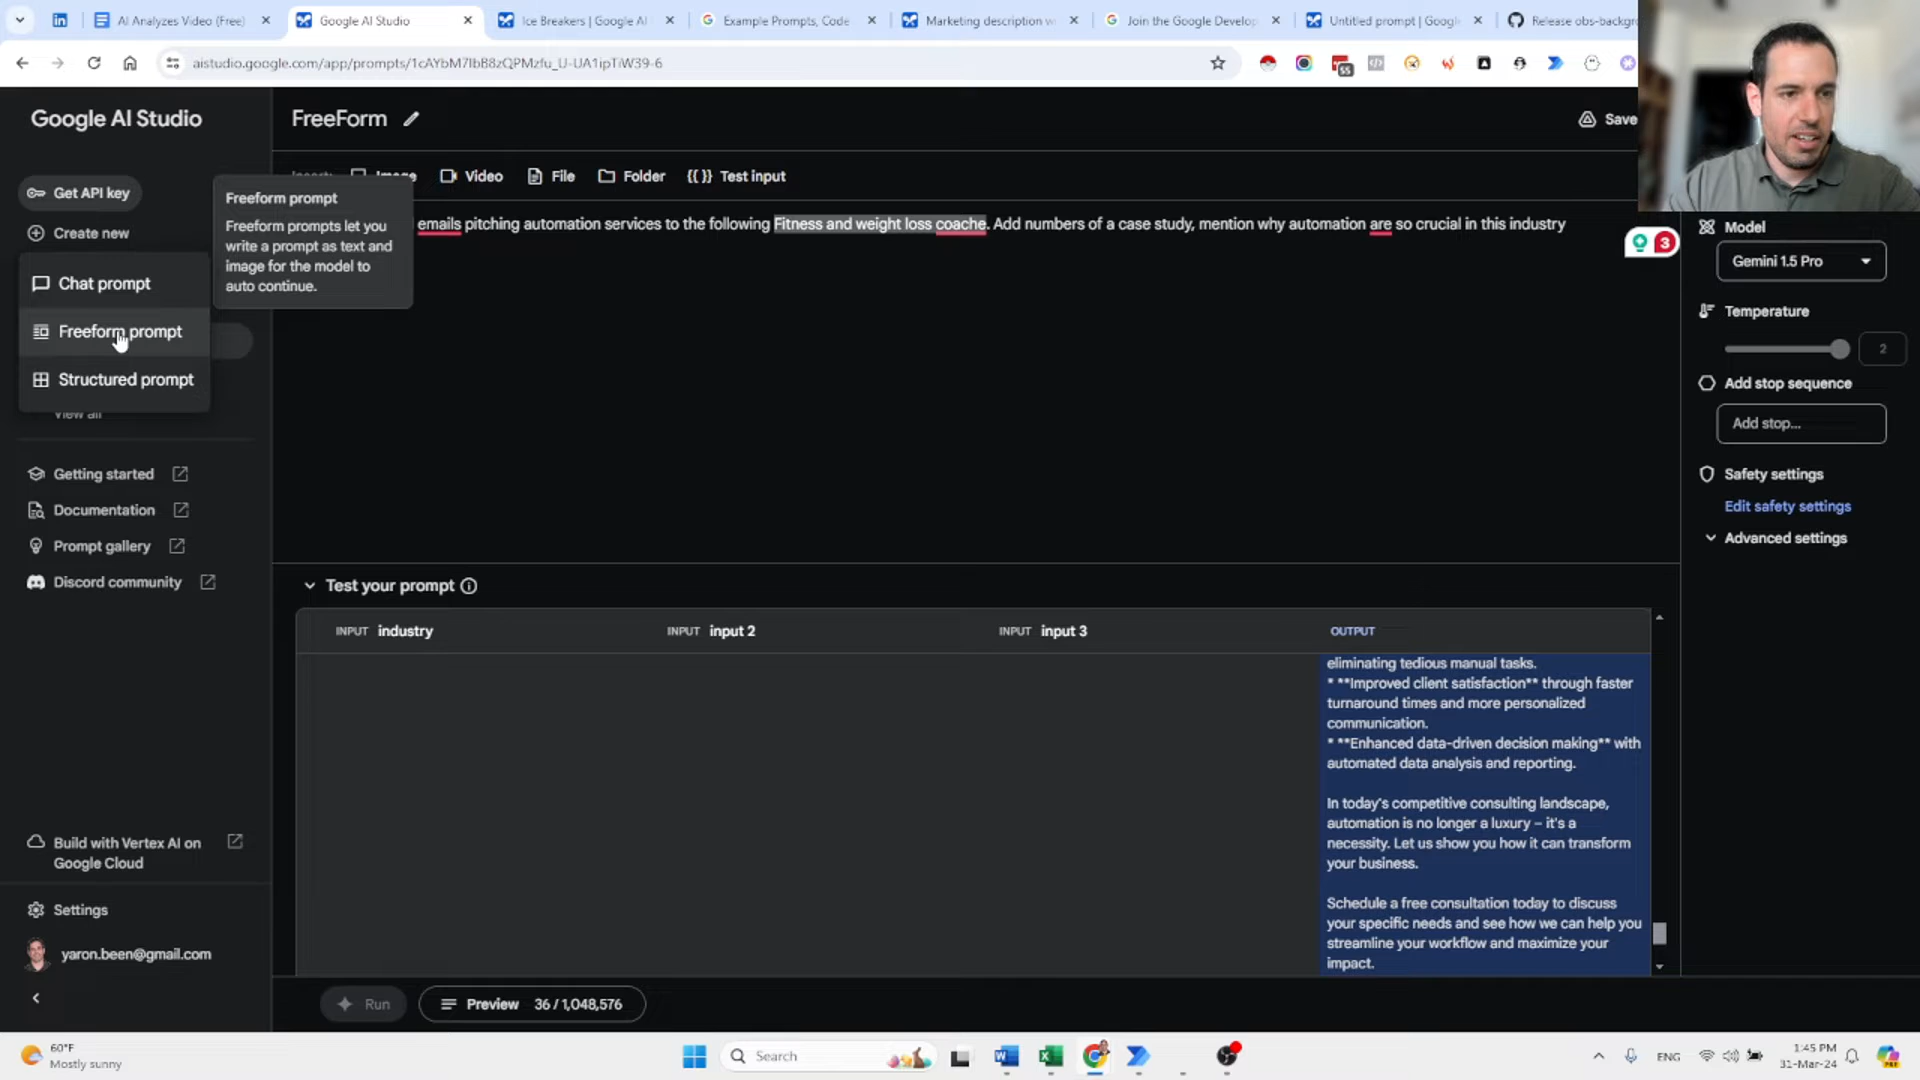 AI Analyzes Video (Free)
Google AI Studio
Ice Breakers | Google AI
Example Prompts, Code
Marketing description w
Join the Google Develop
Untitled prompt | Google
Release obs-backgro
aistudio.google.com/app/prompts/1cAYbM7IbB8zQPMzfu_U-UA1ipTiW39-6
55
Google AI Studio
Get API key
Create new
Chat prompt
Freeform prompt
Structured prompt
View all
Getting started
Documentation
Prompt gallery
Discord community
Build with Vertex AI on
Google Cloud
Settings
yaron.been@gmail.com
Freeform prompt
Freeform prompts let you
write a prompt as text and
image for the model to
auto continue.
FreeForm
Save
Insert: Image Video File Folder {{ }} Test input
emails pitching automation services to the following Fitness and weight loss coache. Add numbers of a case study, mention why automation are so crucial in this industry
3
Test your prompt
INPUT industry
INPUT input 2
INPUT input 3
OUTPUT
eliminating tedious manual tasks.
* **Improved client satisfaction** through faster
turnaround times and more personalized
communication.
* **Enhanced data-driven decision making** with
automated data analysis and reporting.
In today's competitive consulting landscape,
automation is no longer a luxury – it's a
necessity. Let us show you how it can transform
your business.
Schedule a free consultation today to discuss
your specific needs and see how we can help you
streamline your workflow and maximize your
impact.
Run
Preview 36 / 1,048,576
Model
Gemini 1.5 Pro
Temperature
2
Add stop sequence
Add stop...
Safety settings
Edit safety settings
Advanced settings
60°F
Mostly sunny
Search
ENG
1:45 PM
31-Mar-24